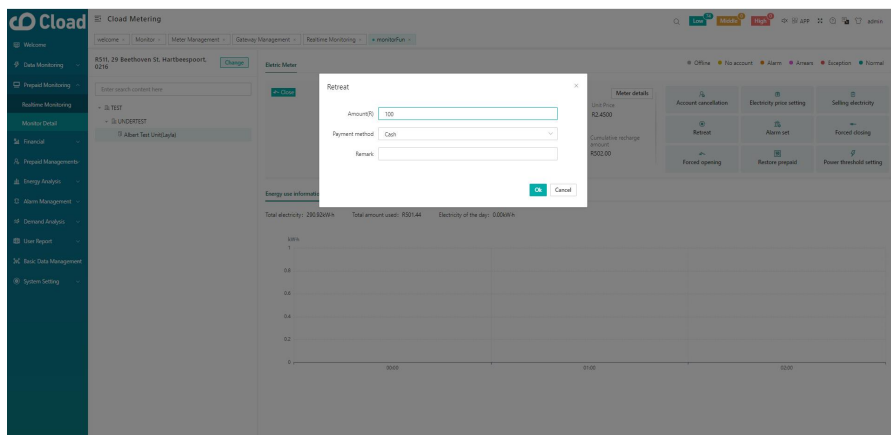 Cload
Cload Metering
Low
Middle
High
APP
admin
welcome
Monitor
Meter Management
Gateway Management
Realtime Monitoring
monitorFun
Welcome
Data Monitoring
Prepaid Monitoring
Realtime Monitoring
Monitor Detail
Financial
Prepaid Managements
Energy Analysis
Alarm Management
Demand Analysis
User Report
Basic Data Management
System Setting
R511, 29 Beethoven St, Hartbeespoort,
0216
Change
Enter search content here
TEST
UNDERTEST
Albert Test Unit(Layla)
Eletric Meter
Offline
No account
Alarm
Arrears
Exception
Normal
Close
Retreat
Amount(R)
100
Payment method
Cash
Remark
Ok
Cancel
Meter details
Unit Price
R2.4500
Cumulative recharge
amount
R502.00
Account cancellation
Electricity price setting
Selling electricity
Retreat
Alarm set
Forced closing
Forced opening
Restore prepaid
Power threshold setting
Energy use informatio
Total electricity: 290.92kW·h
Total amount used: R501.44
Electricity of the day: 0.00kW·h
kW·h
1
0.8
0.6
0.4
0.2
0
00:00
01:00
02:00